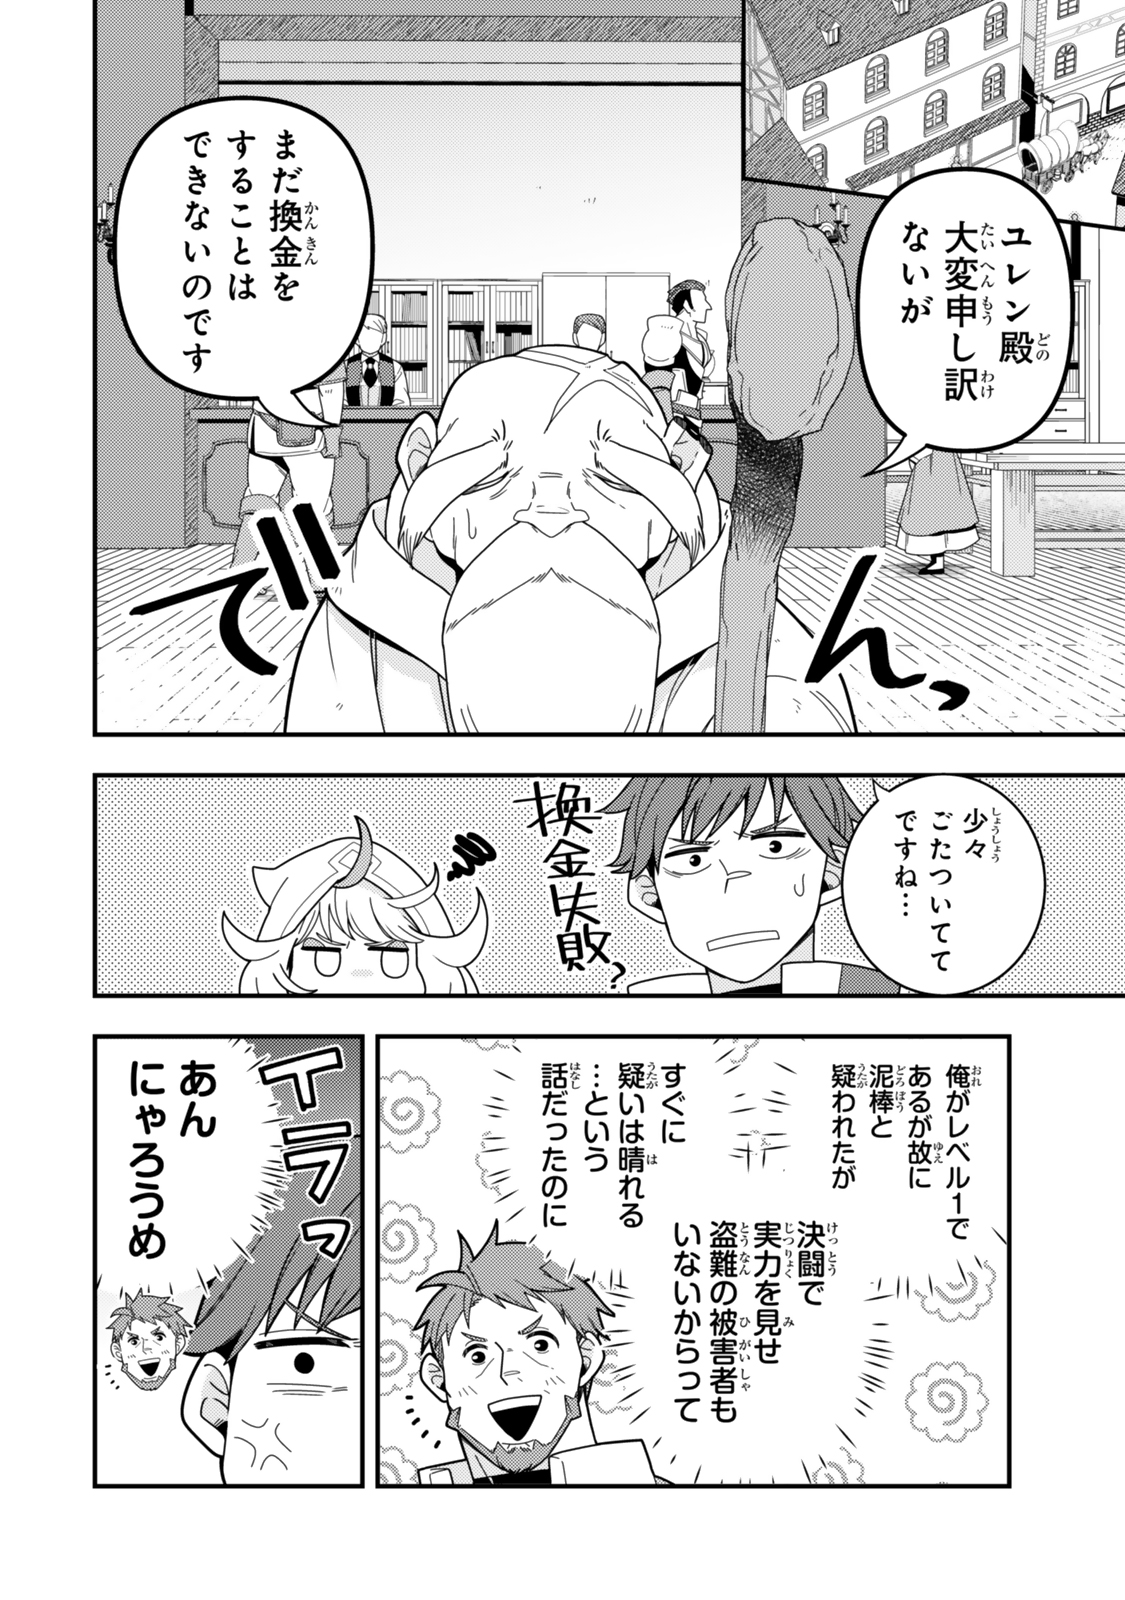 ユレン殿
大変申し訳
ないが
まだ換金を
することは
できないのです
でーんっ
少々
ごたついてて
ですね…
換金失敗?
俺がレベル1で
あるが故に
泥棒と
疑われたが
決闘で
実力を見せ
盗難の被害者も
いないからって
すぐに
疑いは晴れる
…という
話だったのに
イラっ
あん
にゃろうめ